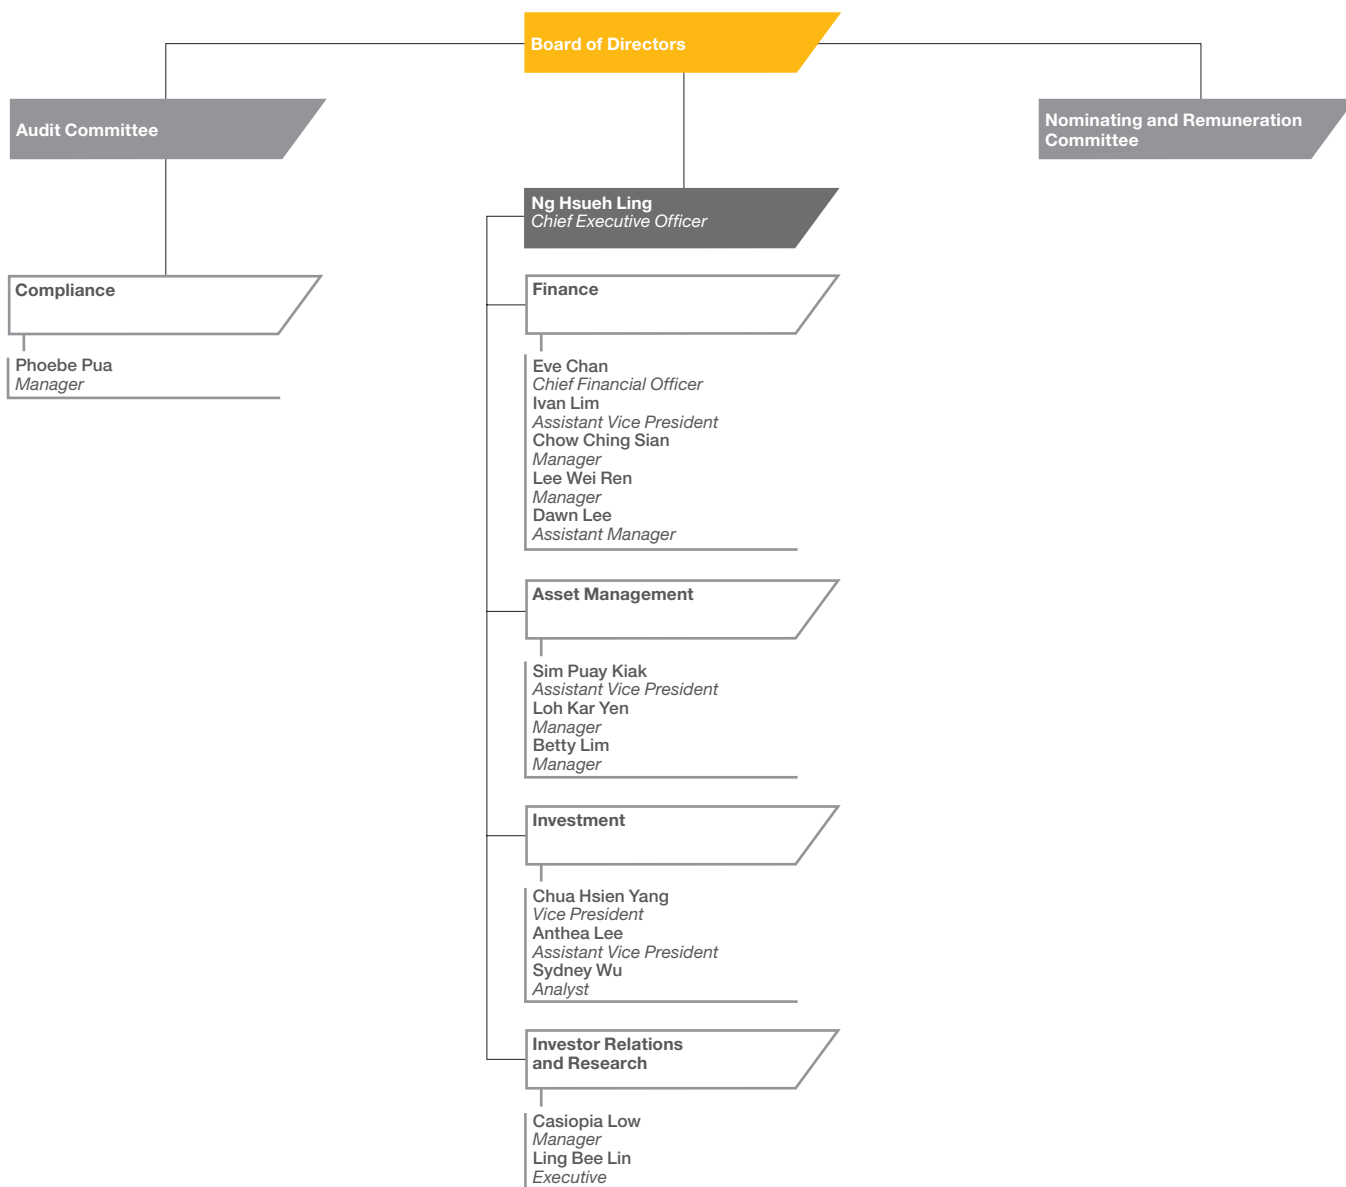 Board of Directors
Audit Committee
Nominating and Remuneration
Committee
Ng Hsueh Ling
Chief Executive Officer
Compliance
Phoebe Pua
Manager
Finance
Eve Chan
Chief Financial Officer
Ivan Lim
Assistant Vice President
Chow Ching Sian
Manager
Lee Wei Ren
Manager
Dawn Lee
Assistant Manager
Asset Management
Sim Puay Kiak
Assistant Vice President
Loh Kar Yen
Manager
Betty Lim
Manager
Investment
Chua Hsien Yang
Vice President
Anthea Lee
Assistant Vice President
Sydney Wu
Analyst
Investor Relations
and Research
Casiopia Low
Manager
Ling Bee Lin
Executive